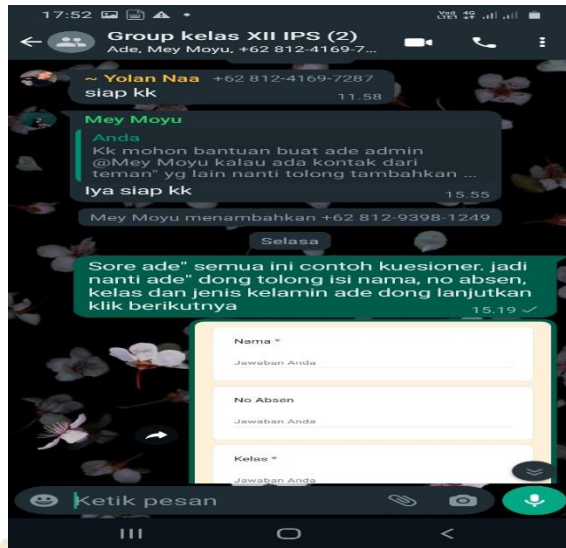 17:52
Group kelas XII IPS (2)
Ade, Mey Moyu, +62 812-4169-7...
~ Yolan Naa +62 812-4169-7287
siap kk
11.58
Mey Moyu
Anda
Kk mohon bantuan buat ade admin
@Mey Moyu kalau ada kontak dari
teman" yg lain nanti tolong tambahkan ...
Iya siap kk
15.55
Mey Moyu menambahkan +62 812-9398-1249
Selasa
Sore ade" semua ini contoh kuesioner. jadi
nanti ade" dong tolong isi nama, no absen,
kelas dan jenis kelamin ade dong lanjutkan
klik berikutnya
15.19
Nama *
Jawaban Anda
No Absen
Jawaban Anda
Kelas *
Jawaban Anda
Ketik pesan